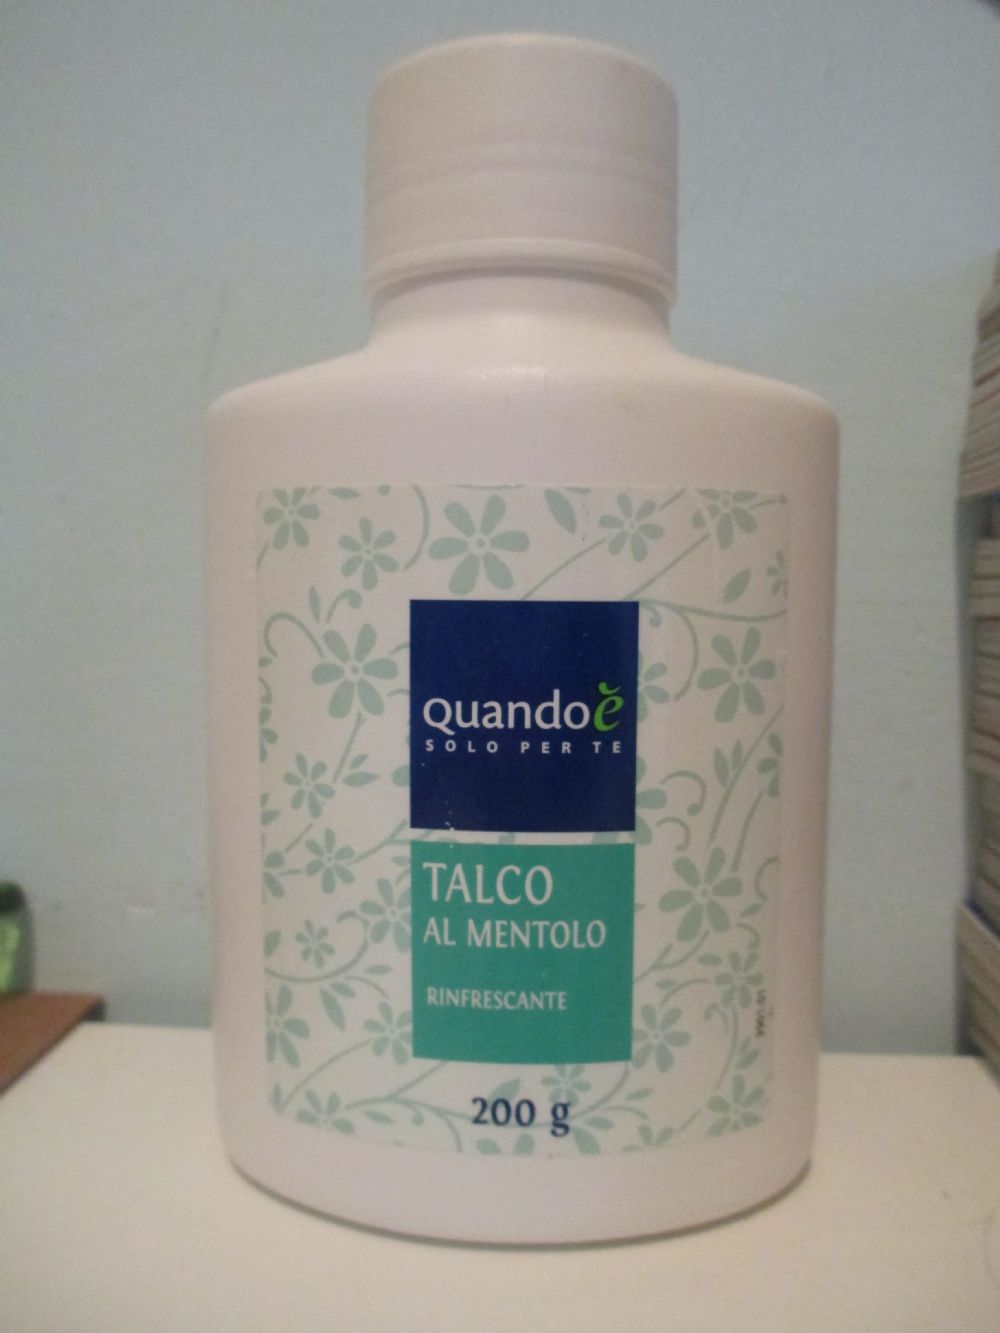 quandoè
SOLO PER TE
TALCO
AL MENTOLO
RINFRESCANTE
200 g